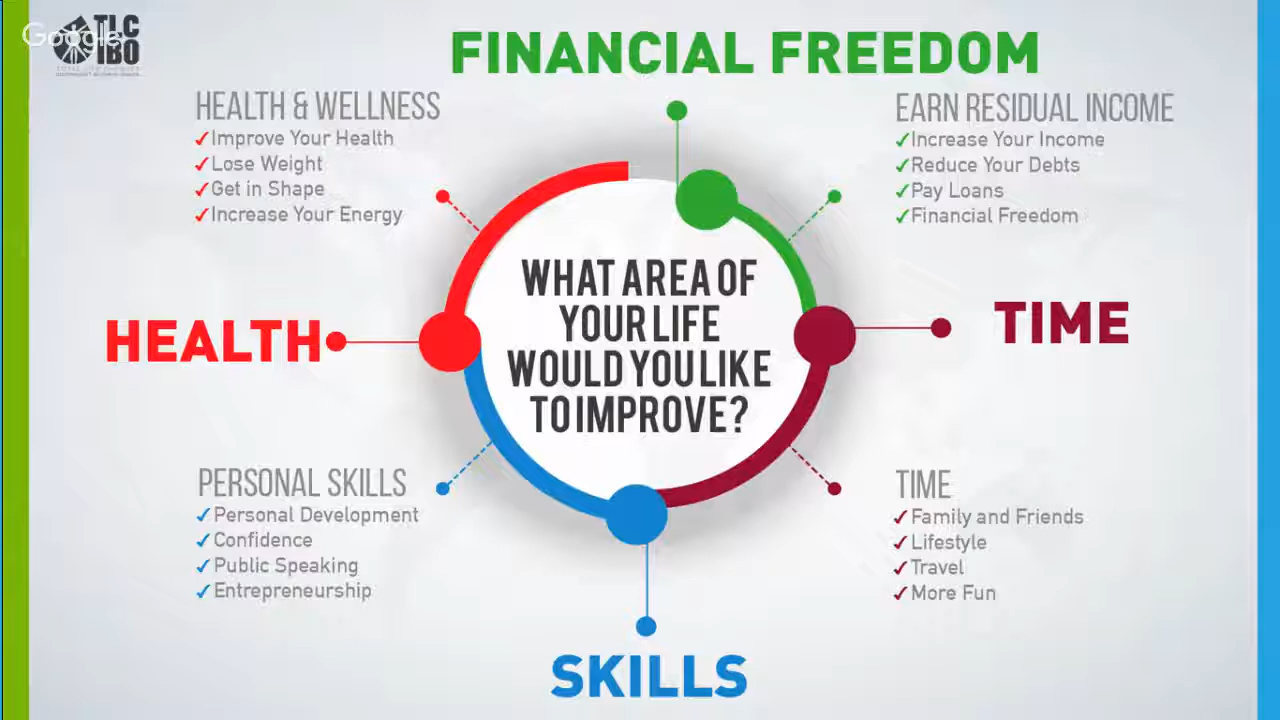 Google
TLC
IBO
FINANCIAL FREEDOM
HEALTH & WELLNESS
✓Improve Your Health
✓Lose Weight
✓Get in Shape
✓Increase Your Energy
EARN RESIDUAL INCOME
✓Increase Your Income
✓Reduce Your Debts
✓Pay Loans
✓Financial Freedom
WHAT AREA OF
YOUR LIFE
WOULD YOU LIKE
TO IMPROVE?
HEALTH
TIME
PERSONAL SKILLS
✓Personal Development
✓Confidence
✓Public Speaking
✓Entrepreneurship
TIME
✓Family and Friends
✓Lifestyle
✓Travel
✓More Fun
SKILLS